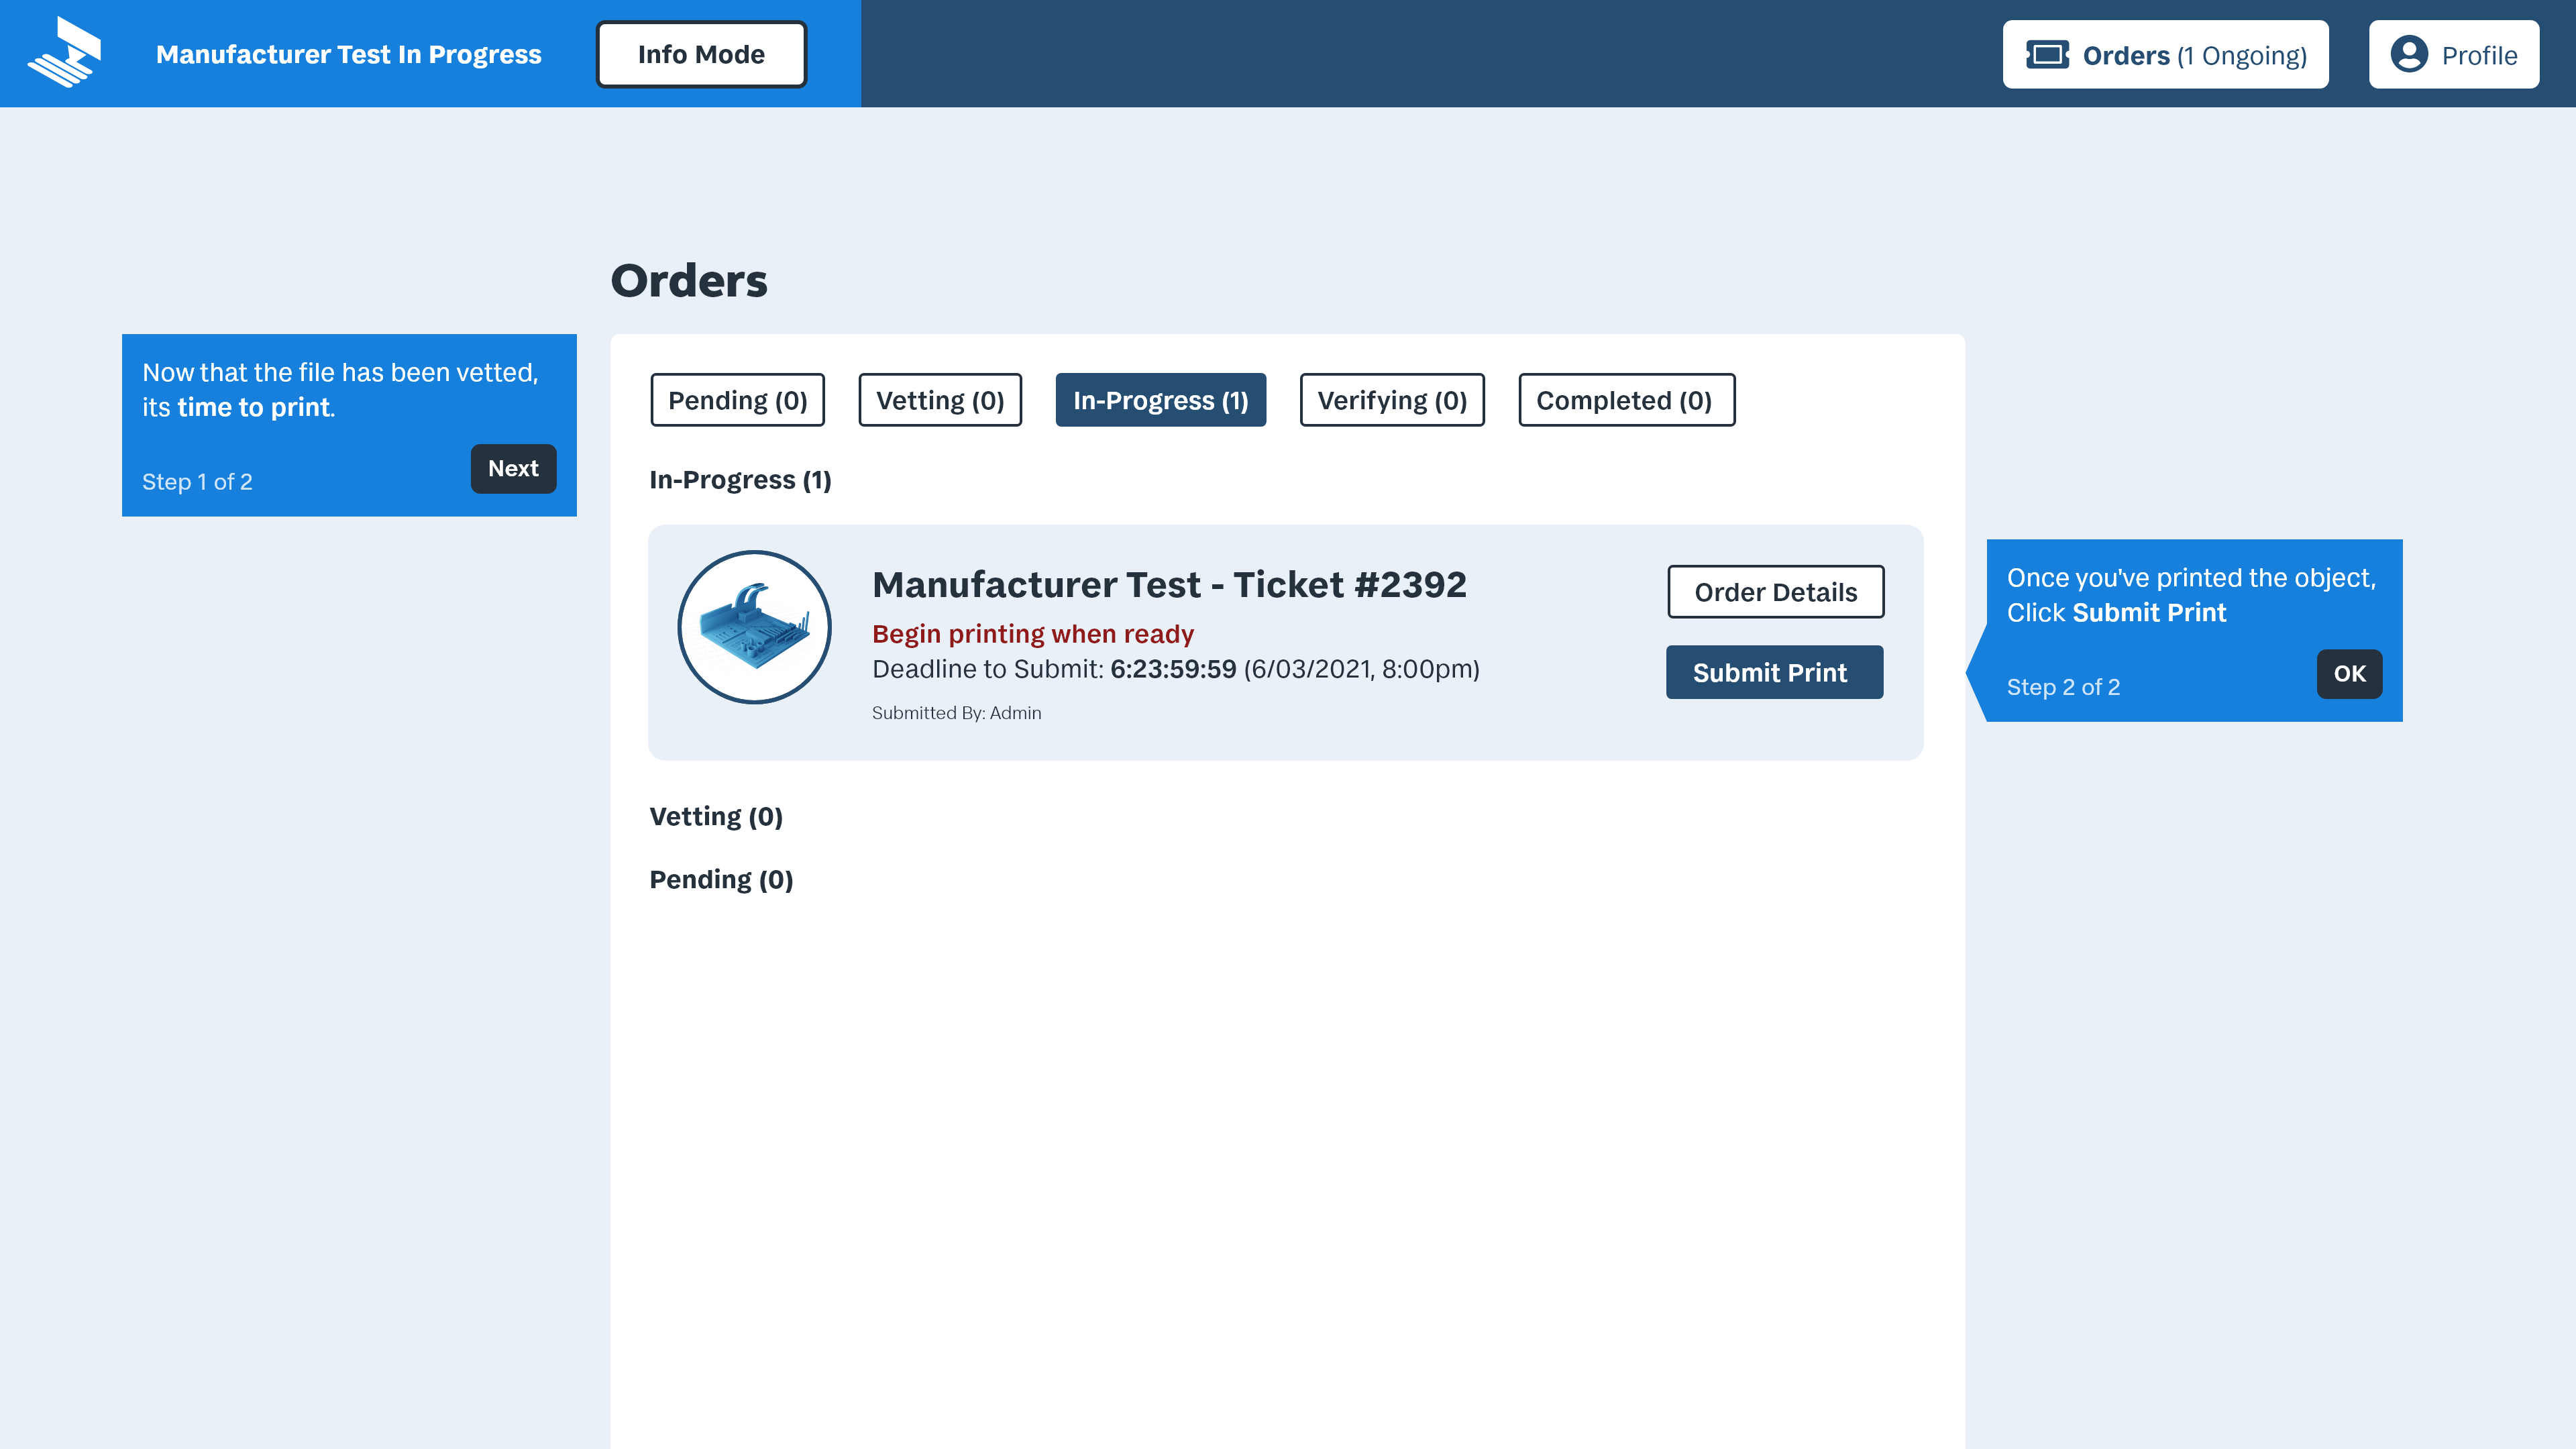 Manufacturer Test In Progress
Info Mode
Orders (1 Ongoing)
Profile
Orders
Now that the file has been vetted,
its time to print.
Step 1 of 2
Next
Pending (0)
Vetting (0)
In-Progress (1)
Verifying (0)
Completed (0)
In-Progress (1)
Manufacturer Test - Ticket #2392
Begin printing when ready
Deadline to Submit: 6:23:59:59 (6/03/2021, 8:00pm)
Submitted By: Admin
Order Details
Submit Print
Once you've printed the object,
Click Submit Print
Step 2 of 2
OK
Vetting (0)
Pending (0)